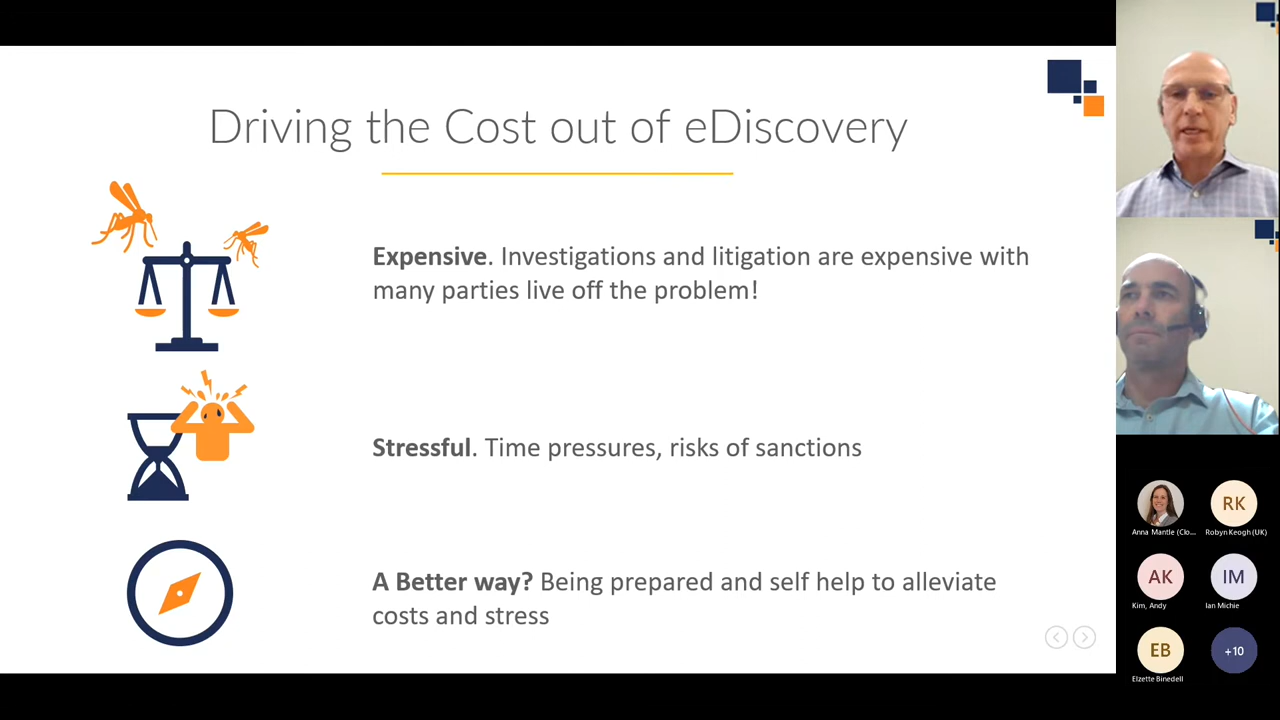 Driving the Cost out of eDiscovery
Expensive. Investigations and litigation are expensive with
many parties live off the problem!
Stressful. Time pressures, risks of sanctions
A Better way? Being prepared and self help to alleviate
costs and stress
RK
Anna Mantle (Clo...
Robyn Keogh (UK)
AK
IM
Kim, Andy
Ian Michie
EB
+10
Elzette Binedell